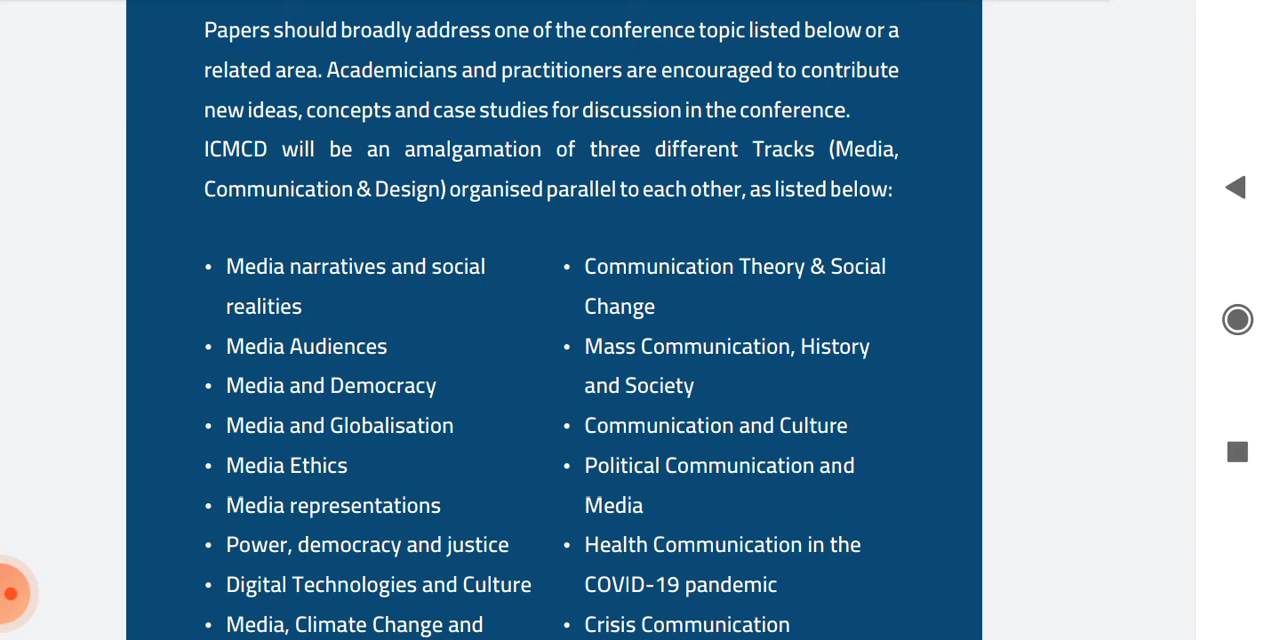 Papers should broadly address one of the conference topic listed below or a
related area. Academicians and practitioners are encouraged to contribute
new ideas, concepts and case studies for discussion in the conference.
ICMCD will be an amalgamation of three different Tracks (Media,
Communication & Design) organised parallel to each other, as listed below:
• Media narratives and social
realities
• Media Audiences
• Media and Democracy
• Media and Globalisation
• Media Ethics
• Media representations
• Power, democracy and justice
• Digital Technologies and Culture
• Media, Climate Change and
• Communication Theory & Social
Change
• Mass Communication, History
and Society
• Communication and Culture
• Political Communication and
Media
• Health Communication in the
COVID-19 pandemic
• Crisis Communication